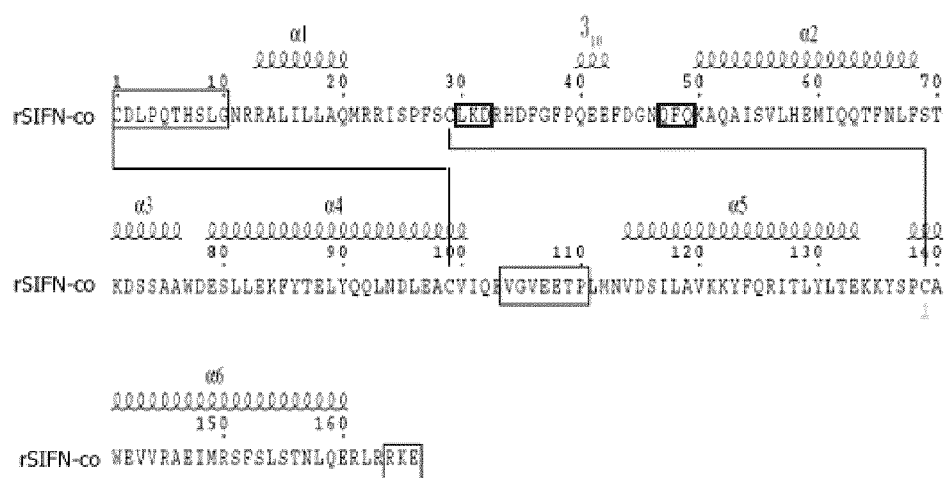 α1 3₁₀ α2
1 10 20 30 40 50 60 70
rSIFN-co CDLPQTHSLGNRRALILLAQMRRISPFSCLKDRHDFGFPQEEFDGNQFQKAQAISVLHEMIQQTFNLFST
α3 α4 α5
80 90 100 110 120 130 140
rSIFN-co KDSSAAWDESLLEKFYTELYQQLNDLEACVIQEVGVEETPLMNVDSILAVKKYFQRITLYLTEKKYSPCA
α6
150 160
rSIFN-co WEVVRAEIMRSFSLSTNLQERLRRKE